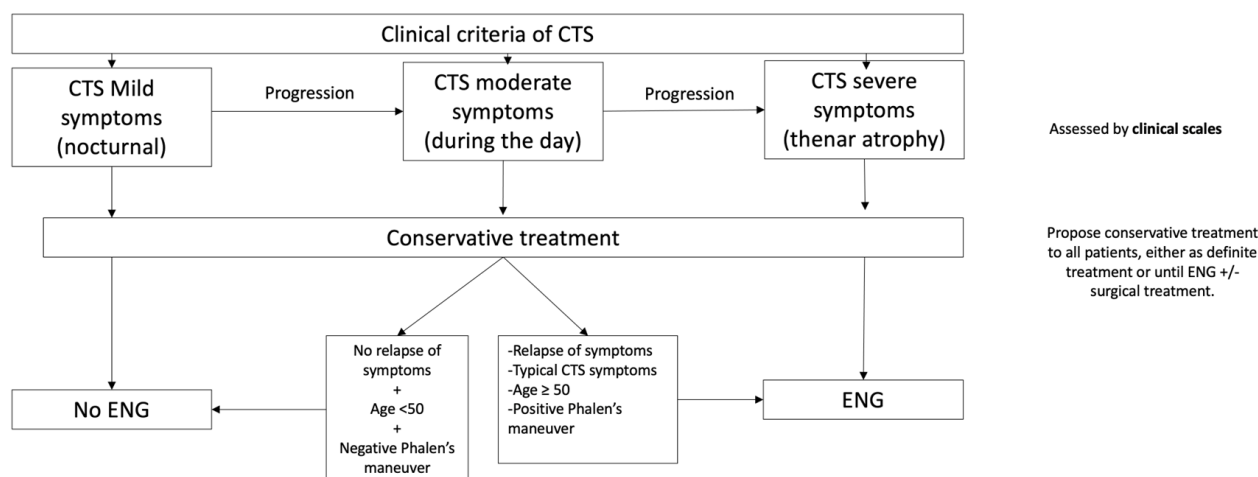 Clinical criteria of CTS
CTS Mild
symptoms
(nocturnal)
Progression
CTS moderate
symptoms
(during the day)
Progression
CTS severe
symptoms
(thenar atrophy)
Assessed by clinical scales
Conservative treatment
Propose conservative treatment
to all patients, either as definite
treatment or until ENG +/-
surgical treatment.
No relapse of
symptoms
+
Age <50
+
Negative Phalen’s
maneuver
-Relapse of symptoms
-Typical CTS symptoms
-Age ≥ 50
-Positive Phalen’s
maneuver
No ENG
ENG